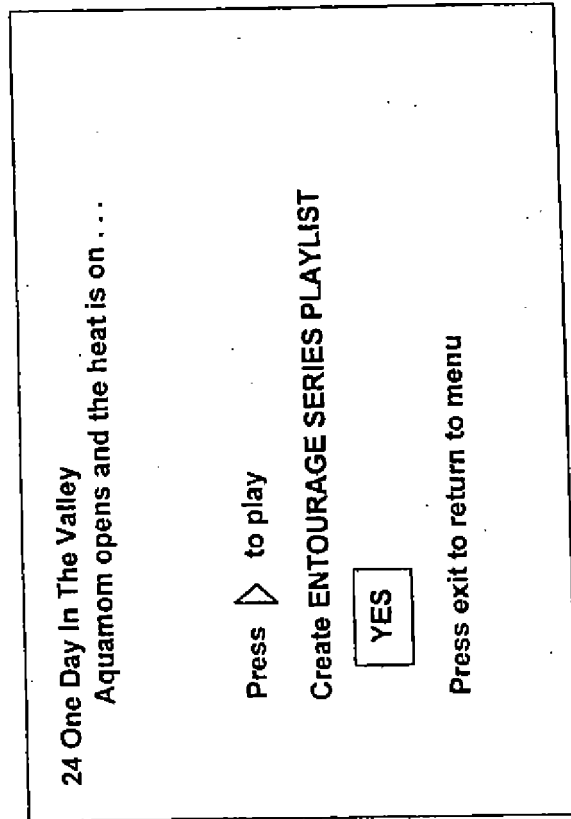 24 One Day In The Valley
Aquamom opens and the heat is on . . .
Press ▷ to play
Create ENTOURAGE SERIES PLAYLIST
YES
Press exit to return to menu